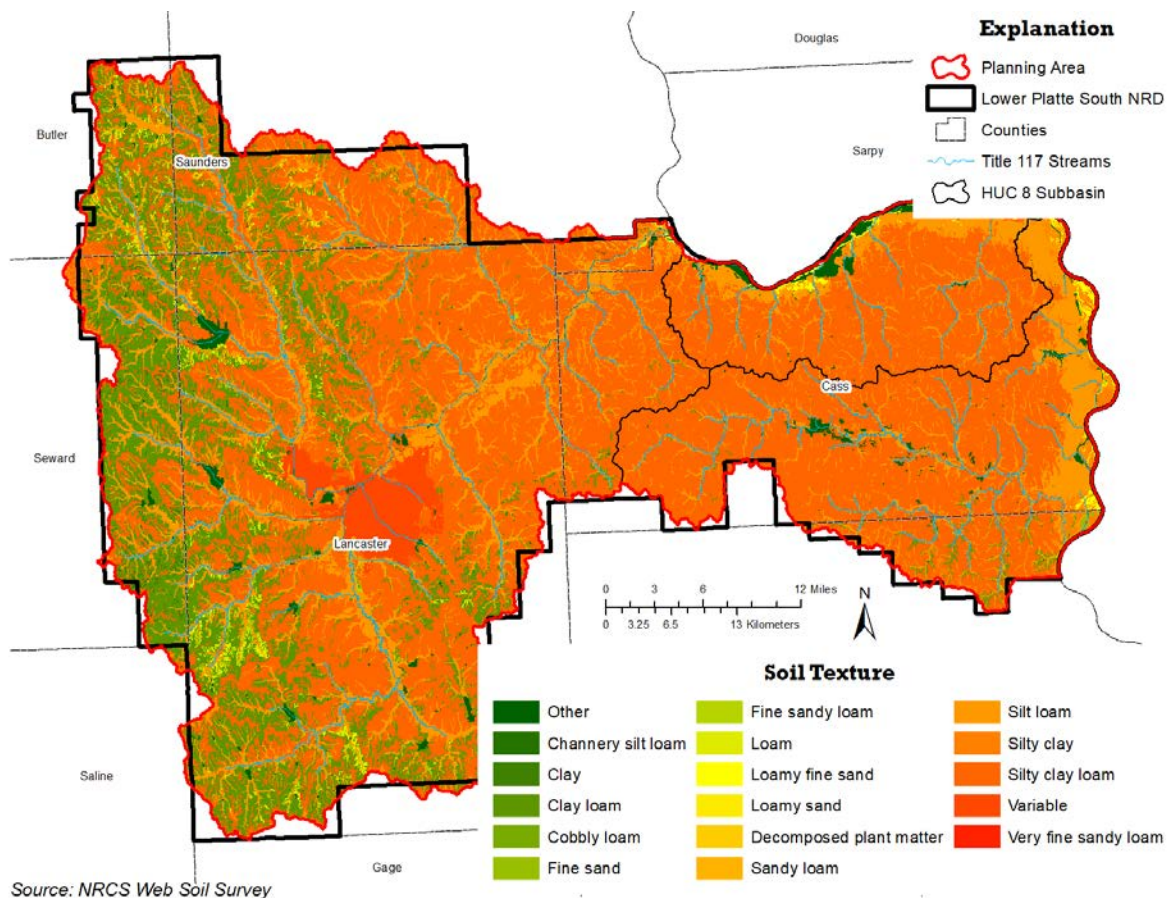 Explanation
Planning Area
Lower Platte South NRD
Counties
Title 117 Streams
HUC 8 Subbasin
Douglas
Sarpy
Butler
Saunders
Cass
Seward
Lancaster
Saline
Gage
0 3 6 12 Miles
0 3.25 6.5 13 Kilometers
N
Soil Texture
Other
Channery silt loam
Clay
Clay loam
Cobbly loam
Fine sand
Fine sandy loam
Loam
Loamy fine sand
Loamy sand
Decomposed plant matter
Sandy loam
Silt loam
Silty clay
Silty clay loam
Variable
Very fine sandy loam
Source: NRCS Web Soil Survey